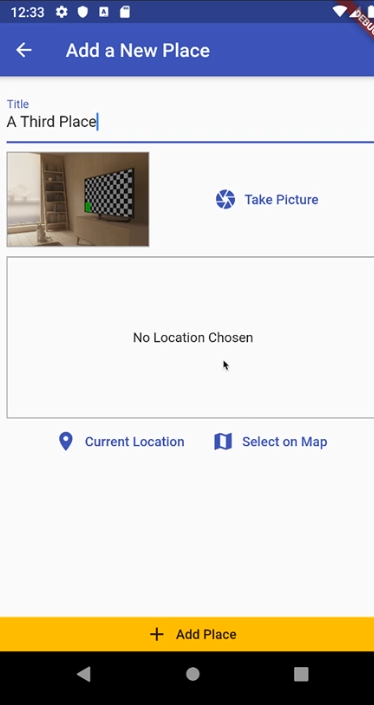 12:33
Add a New Place
Title
A Third Place
Take Picture
No Location Chosen
Current Location
Select on Map
Add Place